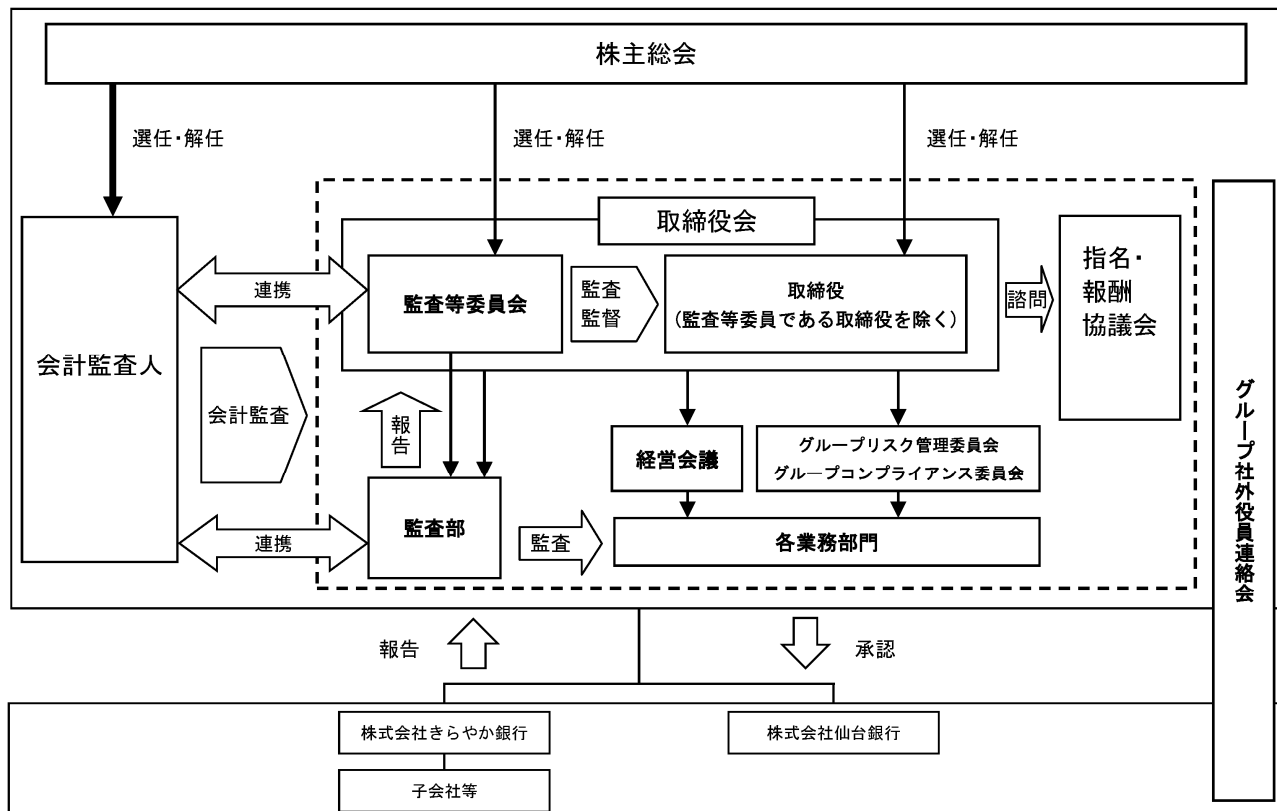 株主総会
選任・解任
選任・解任
選任・解任
取締役会
指名・
報酬
協議会
監査等委員会
監査
監督
取締役
(監査等委員である取締役を除く)
諮問
連携
会計監査人
会計監査
報告
経営会議
グループリスク管理委員会
グループコンプライアンス委員会
監査部
監査
各業務部門
連携
グループ社外役員連絡会
報告
承認
株式会社きらやか銀行
株式会社仙台銀行
子会社等